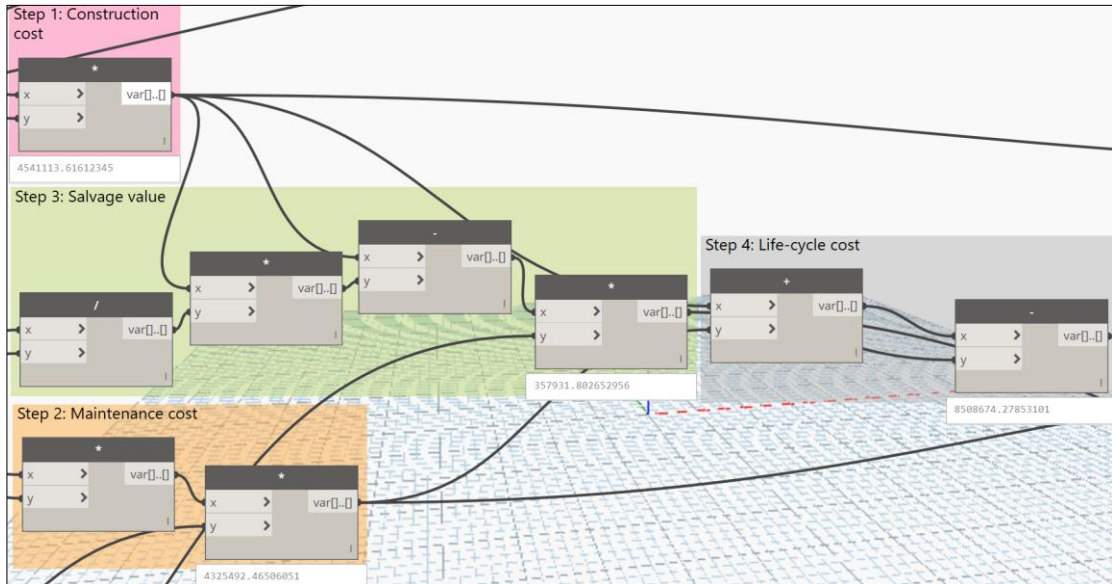 Step 1: Construction
cost
*
x > var[]..[]
y >
l
4541113.61612345
Step 3: Salvage value
-
x > var[]..[]
y >
l
*
x > var[]..[]
y >
l
/
x > var[]..[]
y >
l
*
x > var[]..[]
y >
l
357931.802652956
Step 4: Life-cycle cost
+
x > var[]..[]
y >
l
-
x > var[]..[]
y >
l
8508674.27853101
Step 2: Maintenance cost
*
x > var[]..[]
y >
l
*
x > var[]..[]
y >
l
4325492.46506051